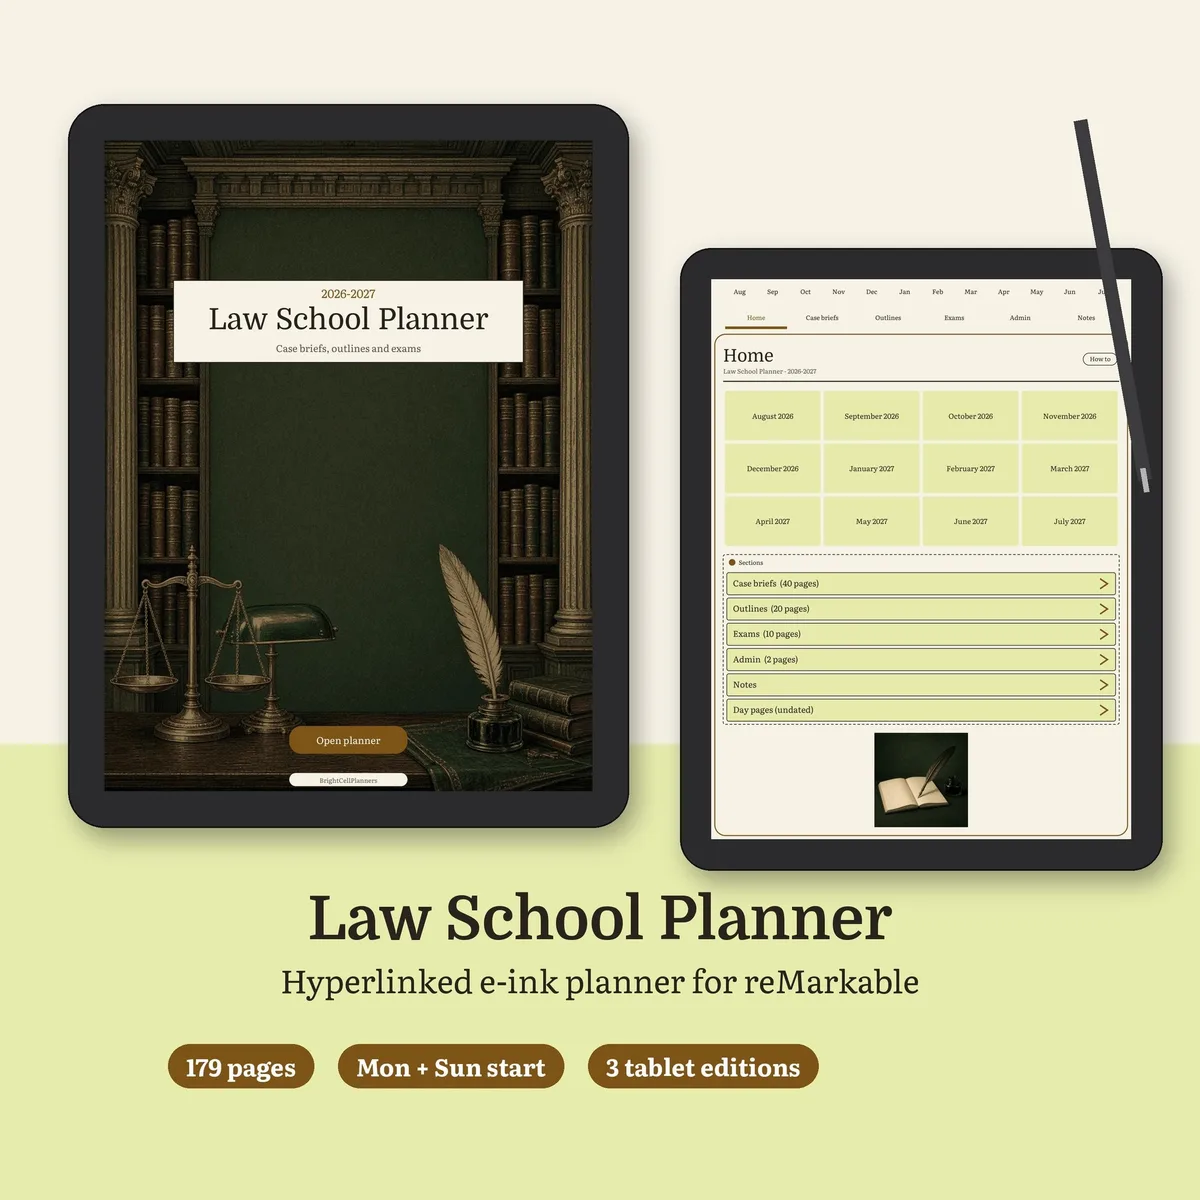 2026-2027
Law School Planner
Case briefs, outlines and exams
Open planner
BrightCellPlanners
Aug Sep Oct Nov Dec Jan Feb Mar Apr May Jun
Home Case briefs Outlines Exams Admin Notes
Home
How to
Law School Planner · 2026-2027
August 2026 September 2026 October 2026 November 2026
December 2026 January 2027 February 2027 March 2027
April 2027 May 2027 June 2027 July 2027
Sections
Case briefs (40 pages)
Outlines (20 pages)
Exams (10 pages)
Admin (2 pages)
Notes
Day pages (undated)
Law School Planner
Hyperlinked e-ink planner for reMarkable
179 pages
Mon + Sun start
3 tablet editions